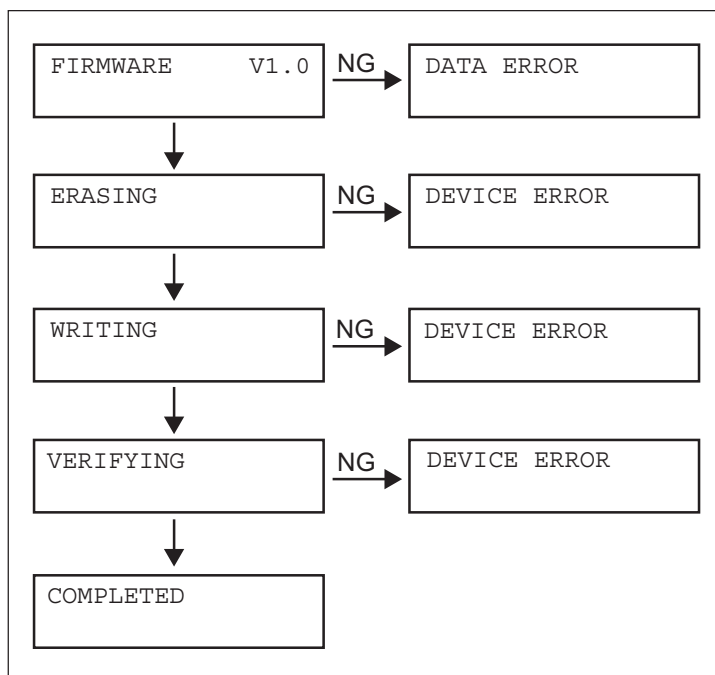 FIRMWARE V1.0 NG DATA ERROR
ERASING NG DEVICE ERROR
WRITING NG DEVICE ERROR
VERIFYING NG DEVICE ERROR
COMPLETED